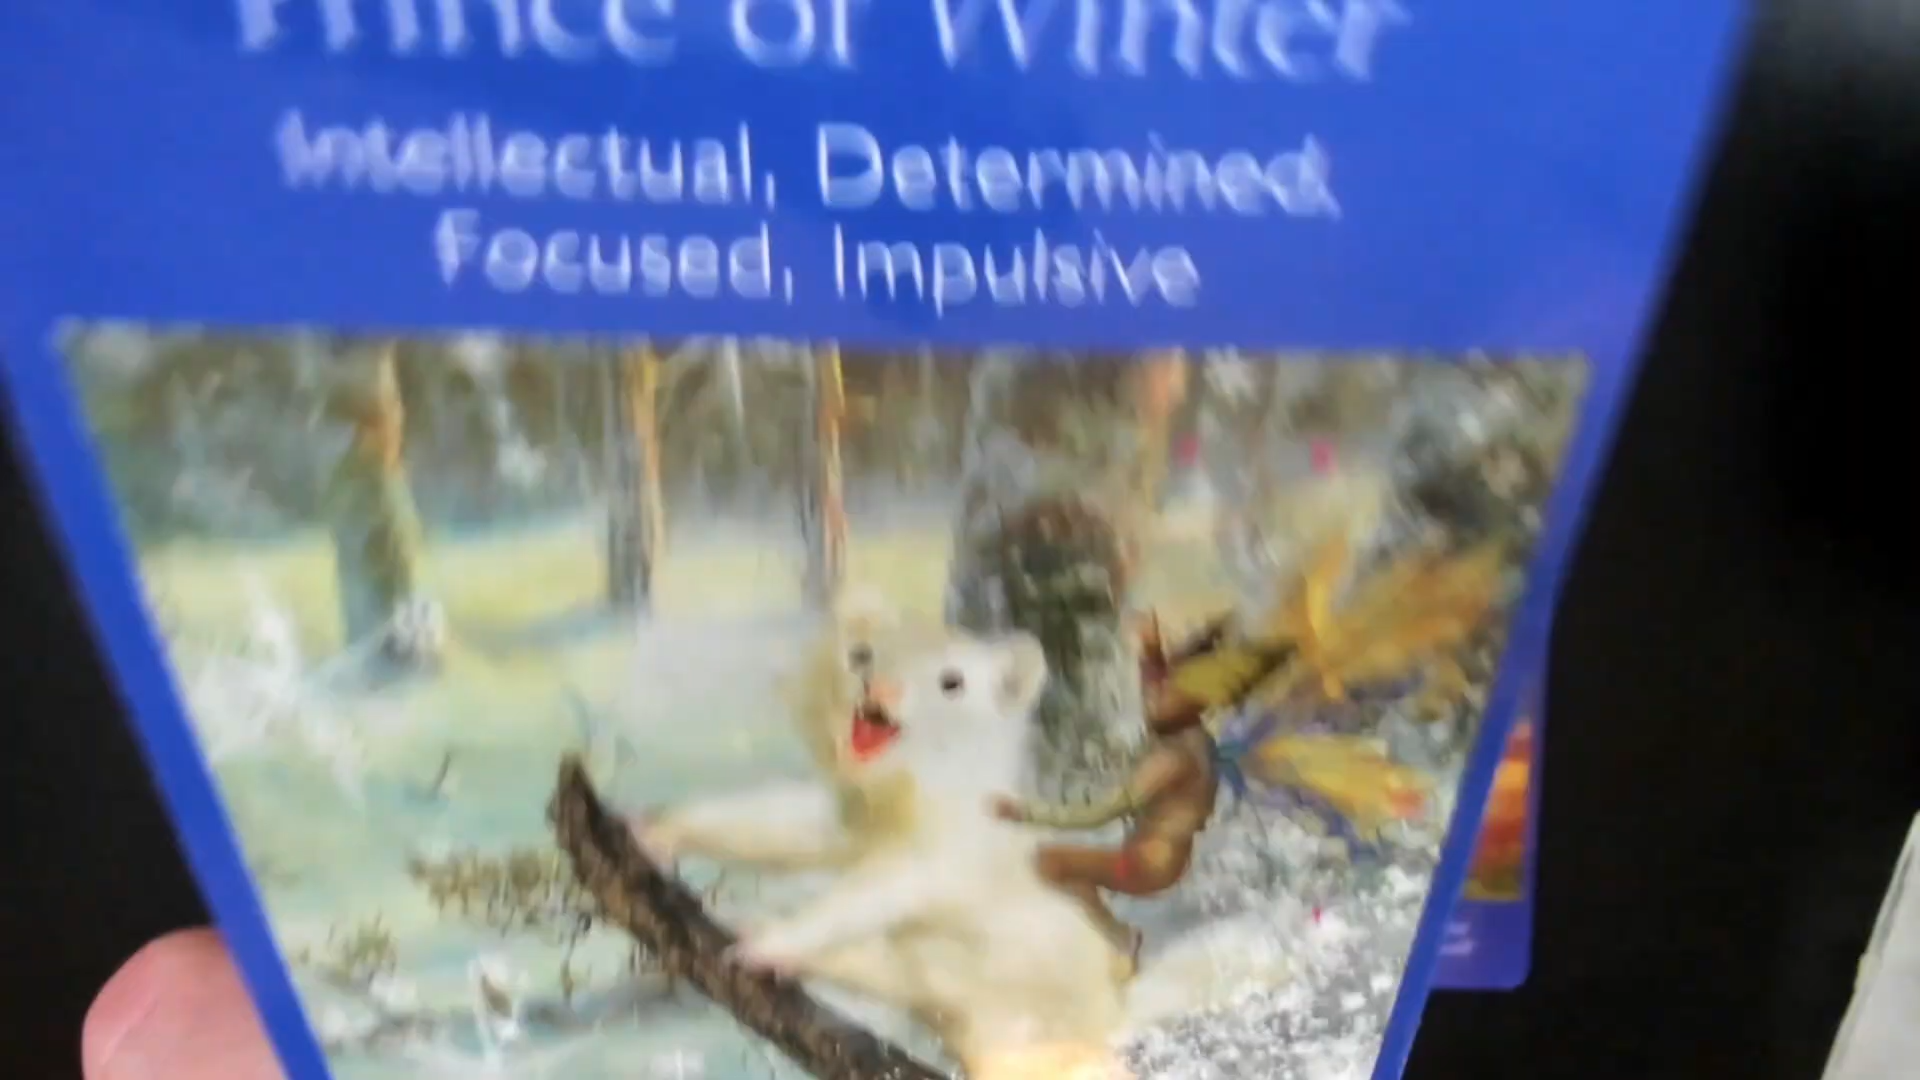 Prince of Winter
Intellectual, Determined,
Focused, Impulsive